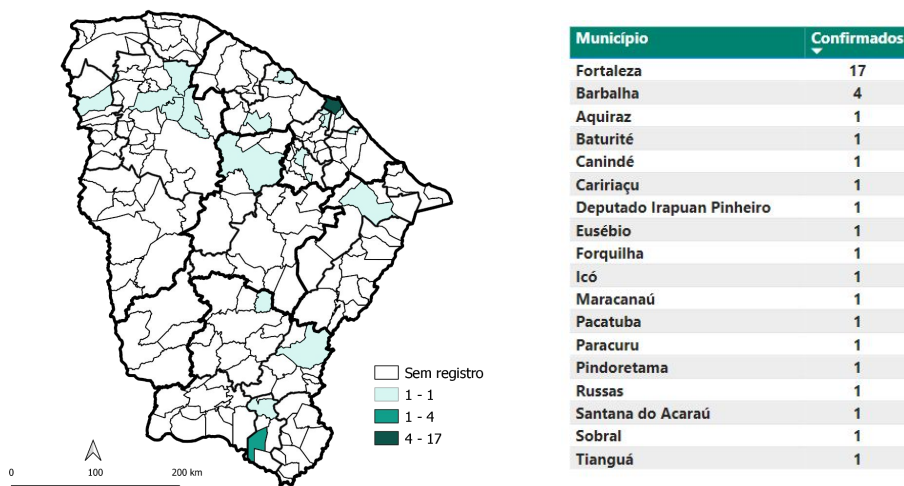 Sem registro
1 - 1
1 - 4
4 - 17
0 100 200 km
Município Confirmados
Fortaleza 17
Barbalha 4
Aquiraz 1
Baturité 1
Canindé 1
Caririaçu 1
Deputado Irapuan Pinheiro 1
Eusébio 1
Forquilha 1
Icó 1
Maracanaú 1
Pacatuba 1
Paracuru 1
Pindoretama 1
Russas 1
Santana do Acaraú 1
Sobral 1
Tianguá 1